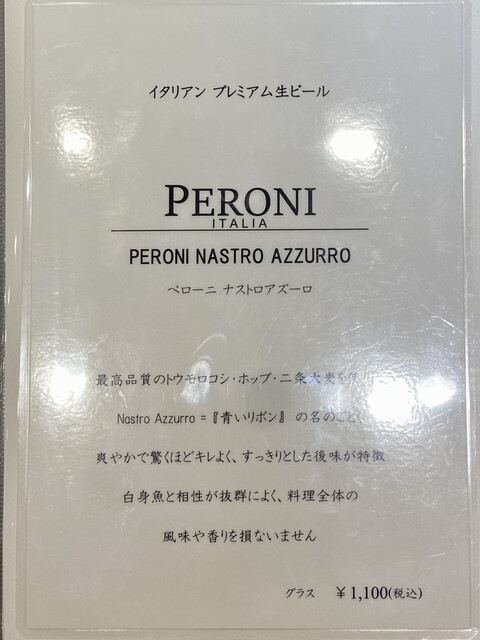 イタリアン プレミアム生ビール
PERONI
ITALIA
PERONI NASTRO AZZURRO
ペローニ ナストロアズーロ
最高品質のトウモロコシ・ホップ・二条大麦を使用
Nastro Azzurro =『青いリボン』 の名のごとく
爽やかで驚くほどキレよく、すっきりとした後味が特徴
白身魚と相性が抜群によく、料理全体の
風味や香りを損ないません
グラス ¥1,100(税込)